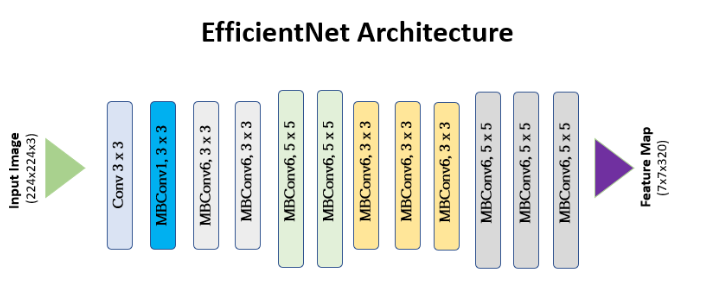 EfficientNet Architecture
Input Image
(224x224x3)
Conv 3 x 3
MBConv1, 3 x 3
MBConv6, 3 x 3
MBConv6, 3 x 3
MBConv6, 5 x 5
MBConv6, 5 x 5
MBConv6, 3 x 3
MBConv6, 3 x 3
MBConv6, 3 x 3
MBConv6, 5 x 5
MBConv6, 5 x 5
MBConv6, 5 x 5
Feature Map
(7x7x320)